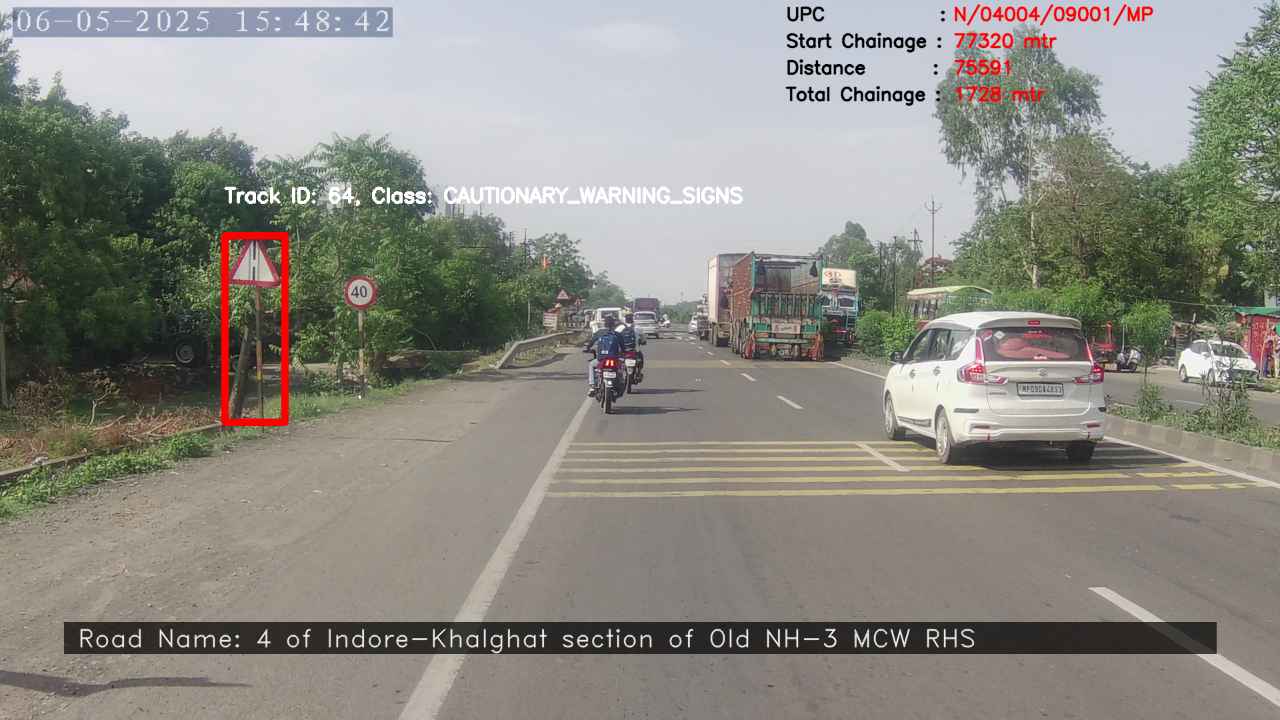 06-05-2025 15:48:42
UPC : N/04004/09001/MP
Start Chainage : 77320 mtr
Distance : 75591
Total Chainage : 1728 mtr
Track ID: 64, Class: CAUTIONARY_WARNING_SIGNS
40
Road Name: 4 of Indore-Khalghat section of Old NH-3 MCW RHS